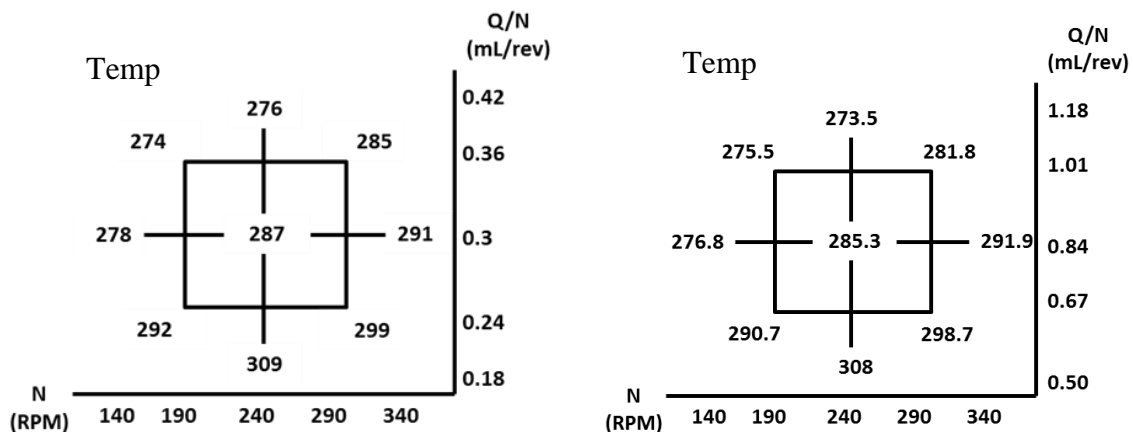 Q/N
(mL/rev)
Temp
0.42
276
274 285
0.36
278 287 291 0.3
292 299 0.24
309
0.18
N
(RPM) 140 190 240 290 340
Q/N
(mL/rev)
Temp
1.18
273.5
275.5 281.8
1.01
276.8 285.3 291.9 0.84
0.67
290.7 298.7
308
0.50
N
(RPM) 140 190 240 290 340